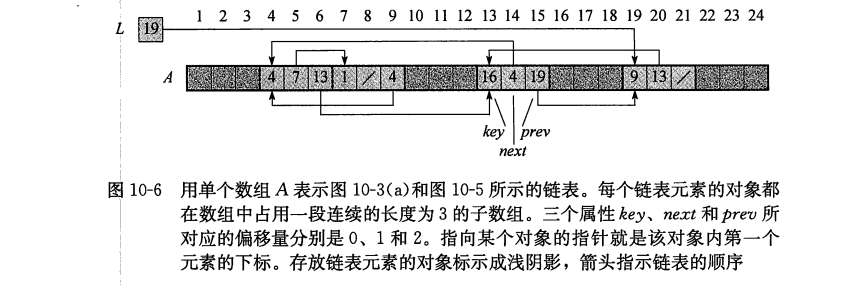 1 2 3 4 5 6 7 8 9 10 11 12 13 14 15 16 17 18 19 20 21 22 23 24
L 19
A 4 7 13 1 / 4 16 4 19 9 13 /
key prev
next
图 10-6 用单个数组 A 表示图 10-3(a)和图 10-5 所示的链表。每个链表元素的对象都
在数组中占用一段连续的长度为 3 的子数组。三个属性 key、next 和 prev 所
对应的偏移量分别是 0、1 和 2。指向某个对象的指针就是该对象内第一个
元素的下标。存放链表元素的对象标示成浅阴影，箭头指示链表的顺序